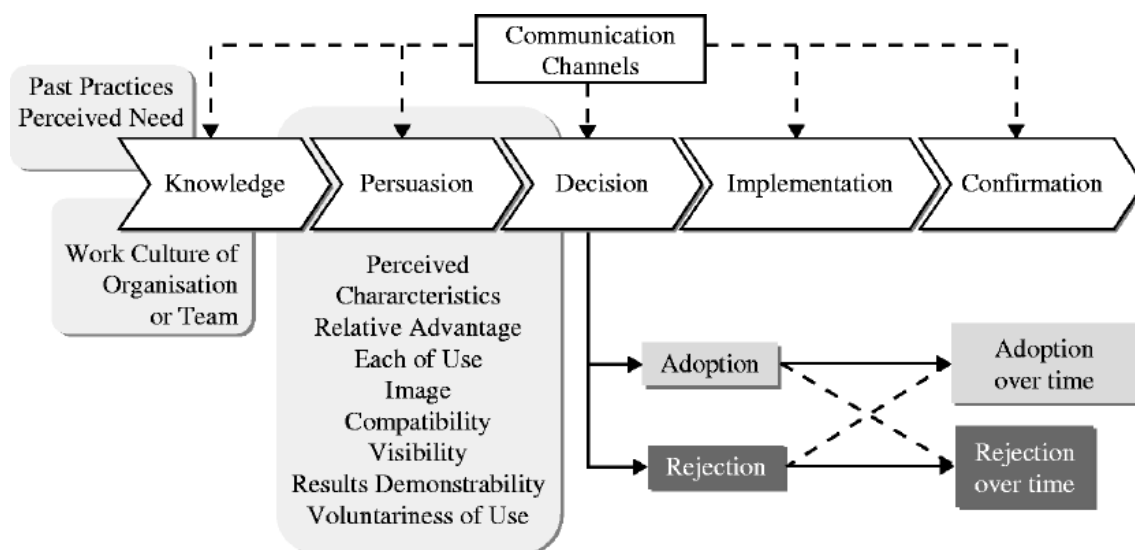 Communication
Channels
Past Practices
Perceived Need
Knowledge
Persuasion
Decision
Implementation
Confirmation
Work Culture of
Organisation
or Team
Perceived
Chararcteristics
Relative Advantage
Each of Use
Image
Compatibility
Visibility
Results Demonstrability
Voluntariness of Use
Adoption
Adoption
over time
Rejection
Rejection
over time